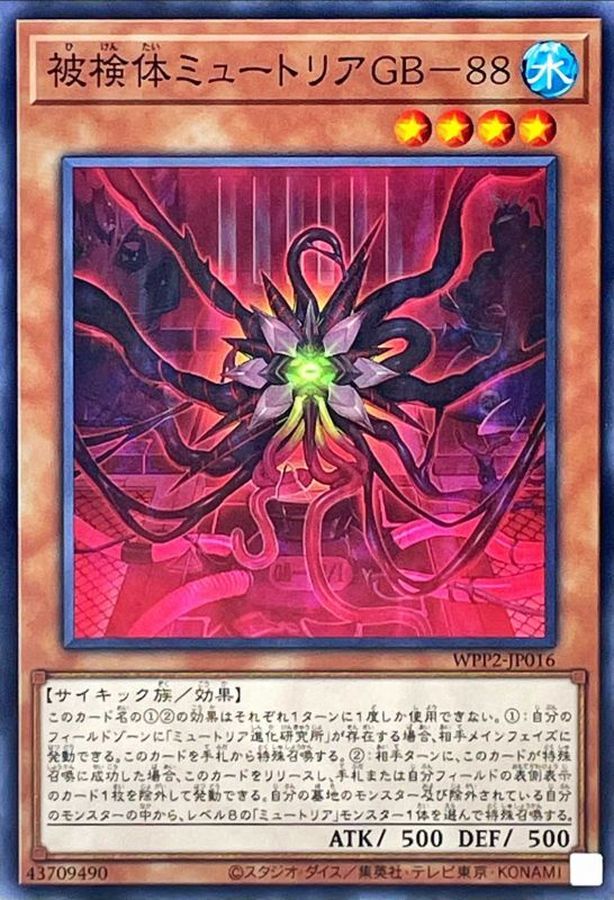 被検体ミュートリアGB－88
水
WPP2-JP016
【サイキック族／効果】
このカード名の①②の効果はそれぞれ1ターンに1度しか使用できない。①：自分の
フィールドゾーンに「ミュートリア進化研究所」が存在する場合、相手メインフェイズに
発動できる。このカードを手札から特殊召喚する。②：相手ターンに、このカードが特殊
召喚に成功した場合、このカードをリリースし、手札または自分フィールドの表側表示
のカード1枚を除外して発動できる。自分の墓地のモンスター及び除外されている自分
のモンスターの中から、レベル8の「ミュートリア」モンスター1体を選んで特殊召喚する。
ATK/ 500 DEF/ 500
43709490
©スタジオ・ダイス／集英社・テレビ東京・KONAMI